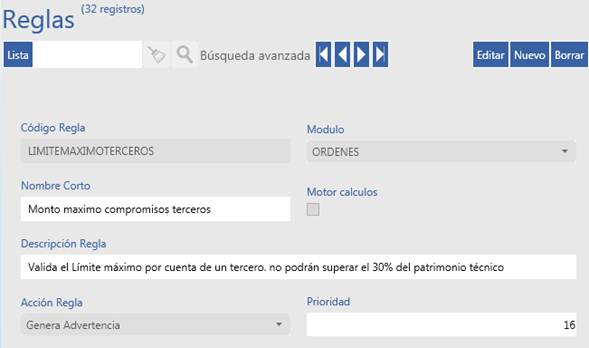 Reglas (32 registros)
Lista Búsqueda avanzada Editar Nuevo Borrar
Código Regla Modulo
LIMITEMAXIMOTERCEROS ORDENES
Nombre Corto Motor calculos
Monto maximo compromisos terceros
Descripción Regla
Valida el Límite máximo por cuenta de un tercero. no podrán superar el 30% del patrimonio técnico
Acción Regla Prioridad
Genera Advertencia 16